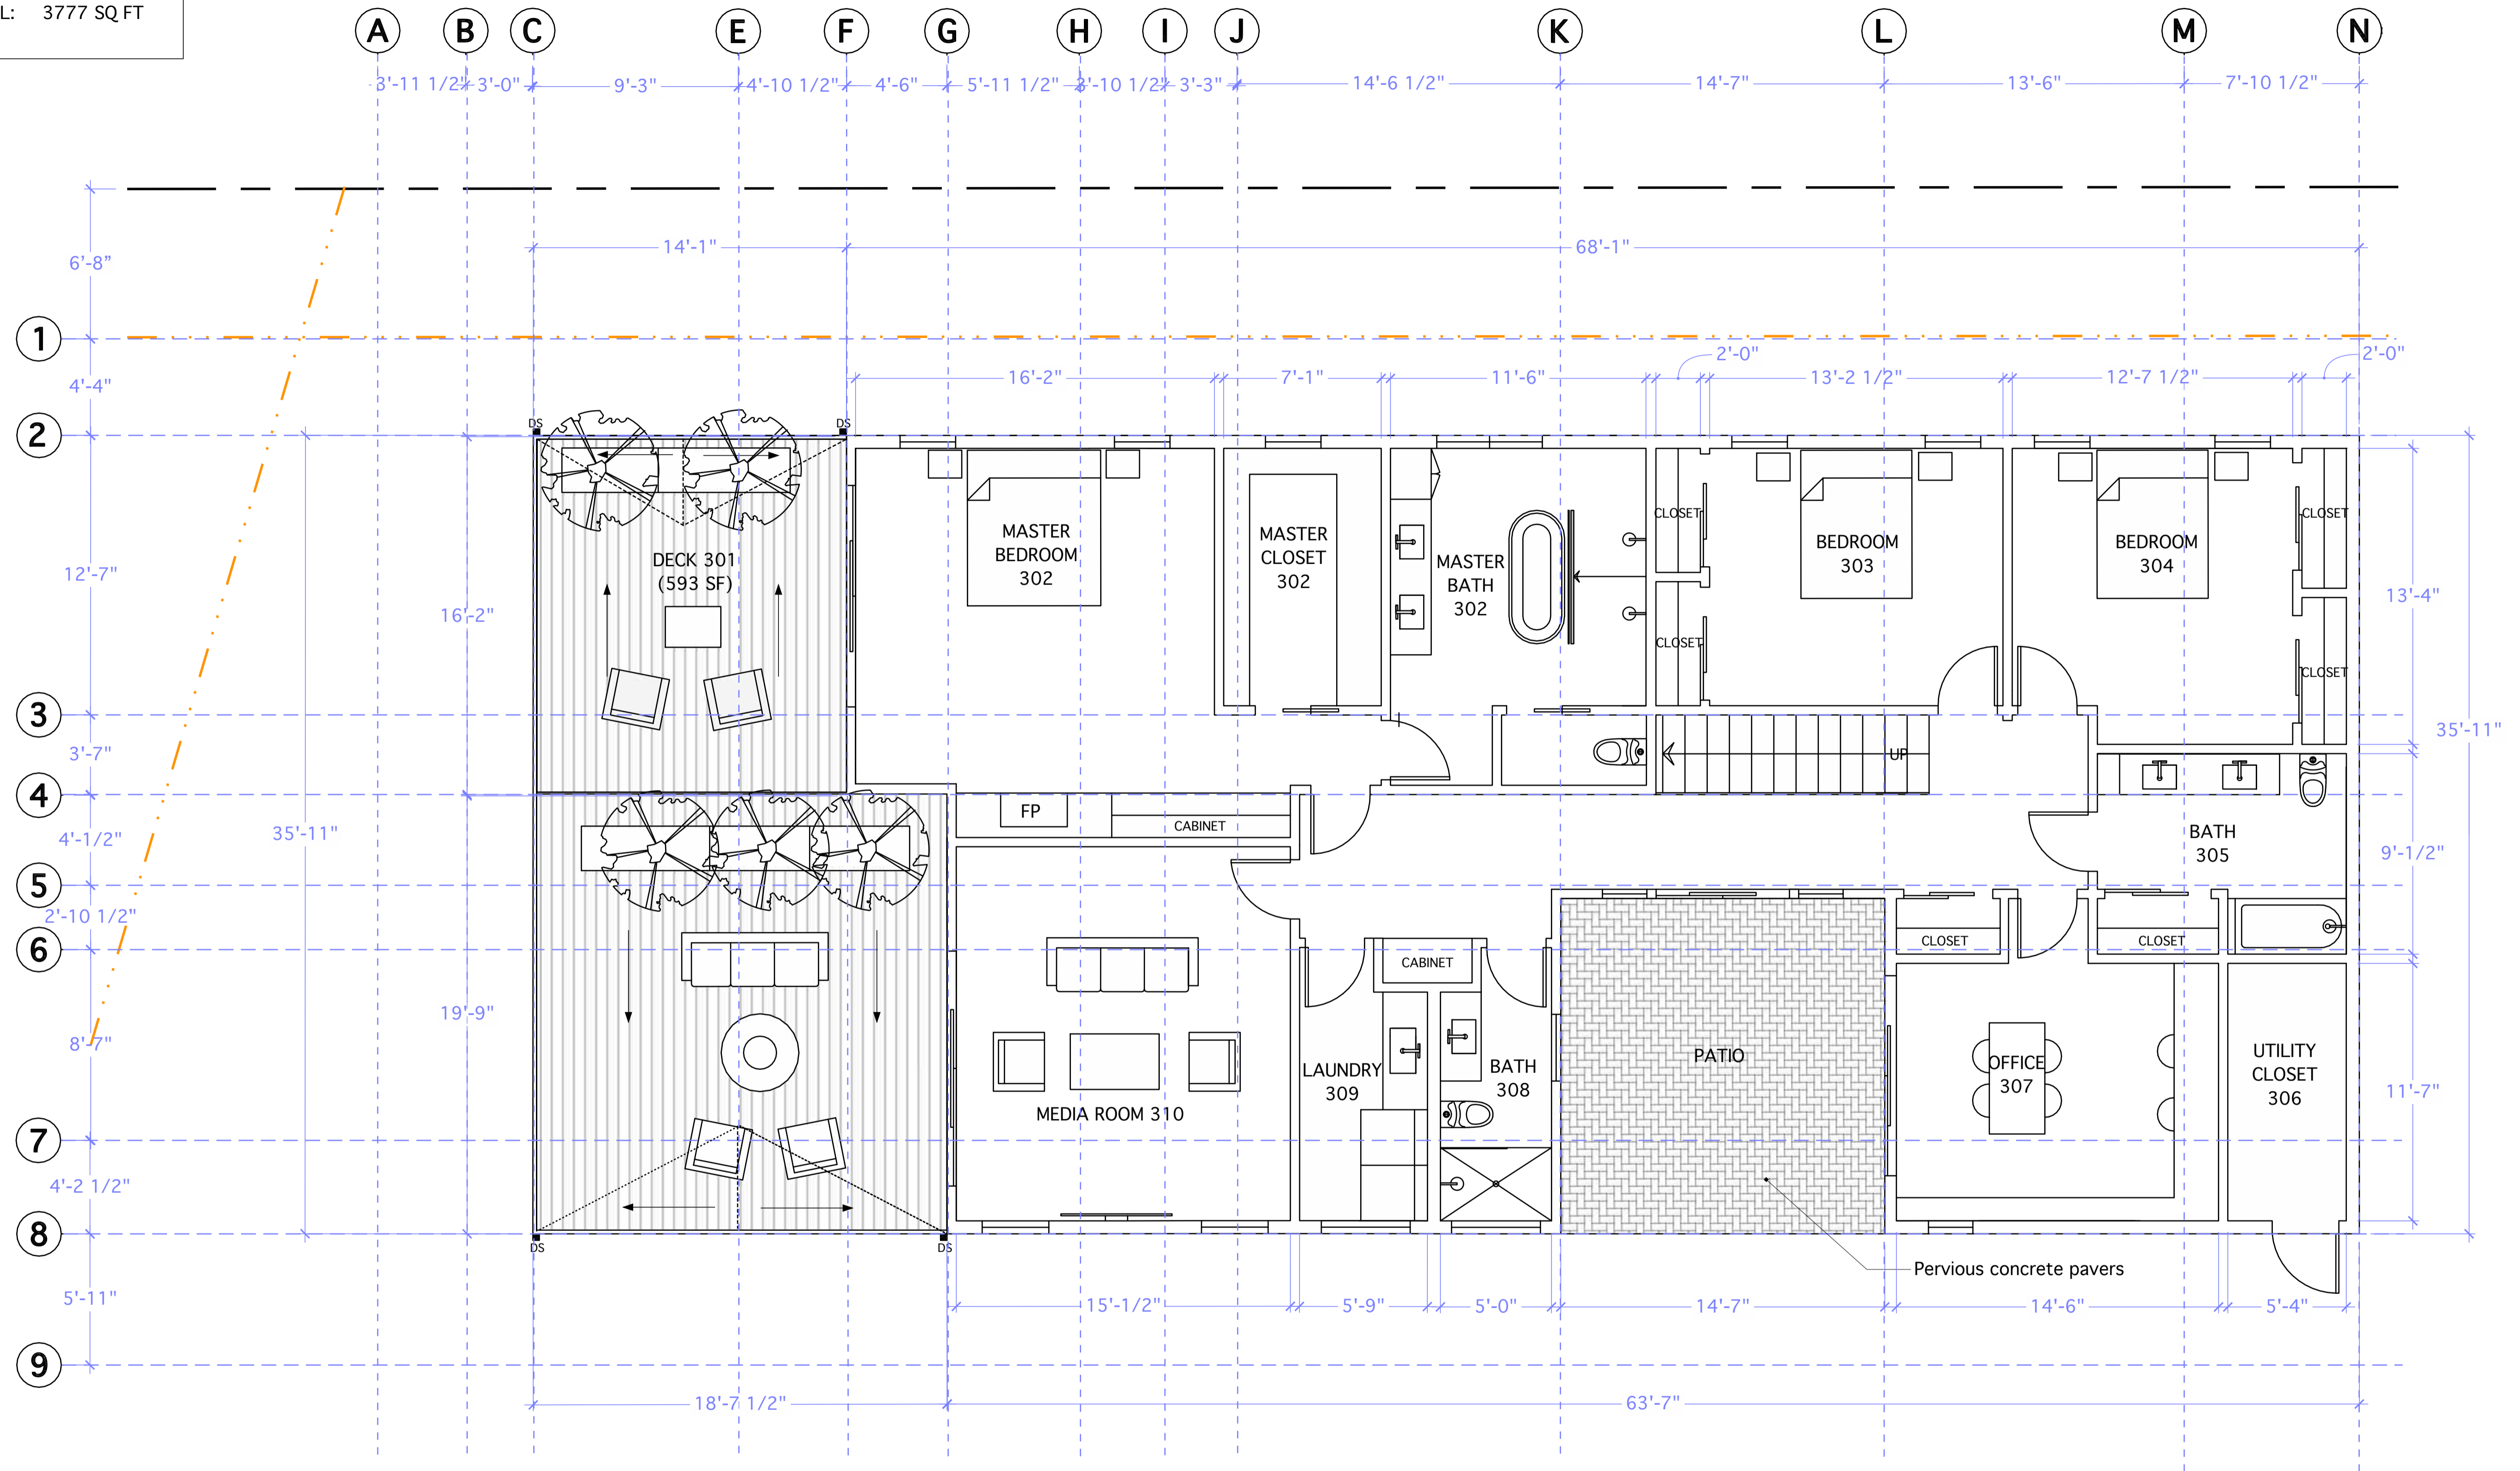 L: 3777 SQ FT
A B C E F G H I J K L M N
3'-11 1/2" 3'-0" 9'-3" 4'-10 1/2" 4'-6" 5'-11 1/2" 3'-10 1/2" 3'-3" 14'-6 1/2" 14'-7" 13'-6" 7'-10 1/2"
14'-1" 68'-1"
6'-8”
1
2'-0" 2'-0"
4'-4"
16'-2" 7'-1" 11'-6" 13'-2 1/2" 12'-7 1/2"
2
DS DS
CLOSET CLOSET
MASTER
BEDROOM
302
MASTER
CLOSET
302
MASTER
BATH
302
BEDROOM
303
BEDROOM
304
DECK 301
(593 SF)
12'-7"
16'-2"
13'-4"
CLOSET CLOSET
3
35'-11"
3'-7"
UP
4
FP
CABINET
4'-1/2"
35'-11"
BATH
305
9'-1/2"
5
2'-10 1/2"
6
CLOSET CLOSET
CABINET
19'-9"
8'-7"
PATIO
LAUNDRY
309
BATH
308
OFFICE
307
UTILITY
CLOSET
306
11'-7"
MEDIA ROOM 310
7
4'-2 1/2"
8
DS DS
Pervious concrete pavers
5'-11"
15'-1/2" 5'-9" 5'-0" 14'-7" 14'-6" 5'-4"
9
18'-7 1/2" 63'-7"